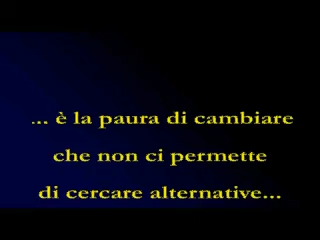 ... è la paura di cambiare
che non ci permette
di cercare alternative...